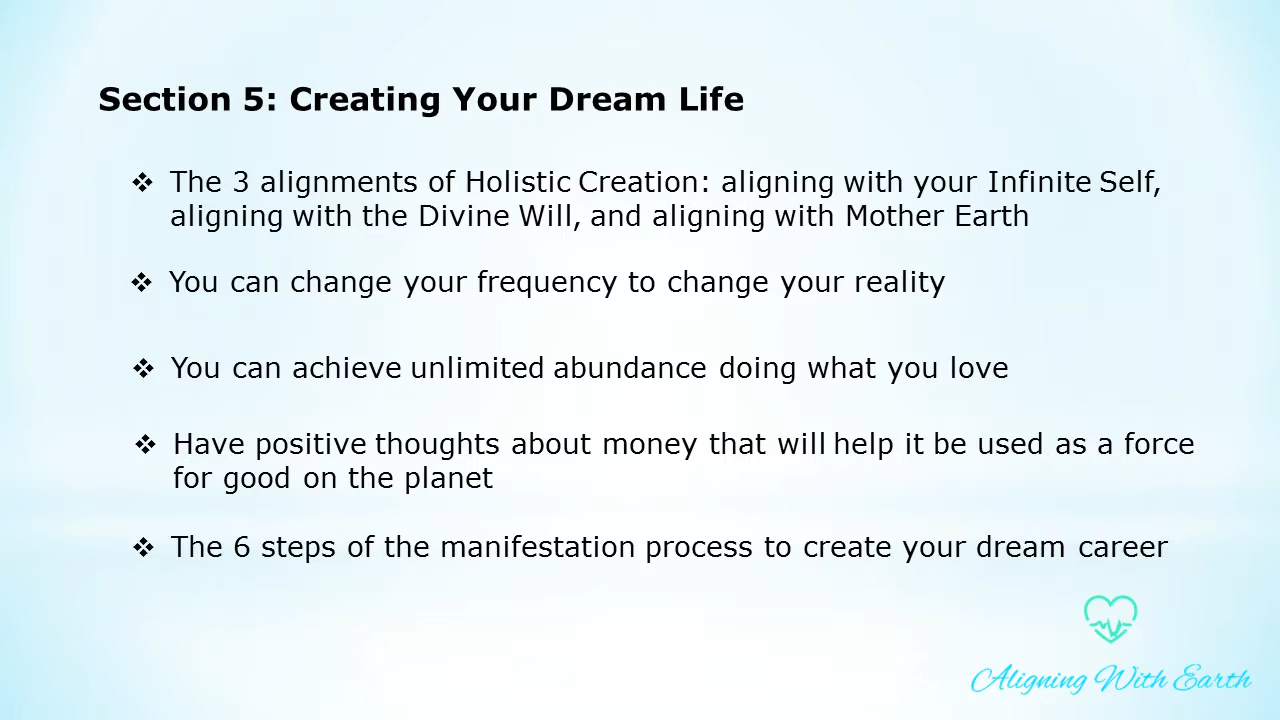 Section 5: Creating Your Dream Life
❖ The 3 alignments of Holistic Creation: aligning with your Infinite Self,
aligning with the Divine Will, and aligning with Mother Earth
❖ You can change your frequency to change your reality
❖ You can achieve unlimited abundance doing what you love
❖ Have positive thoughts about money that will help it be used as a force
for good on the planet
❖ The 6 steps of the manifestation process to create your dream career
Aligning With Earth